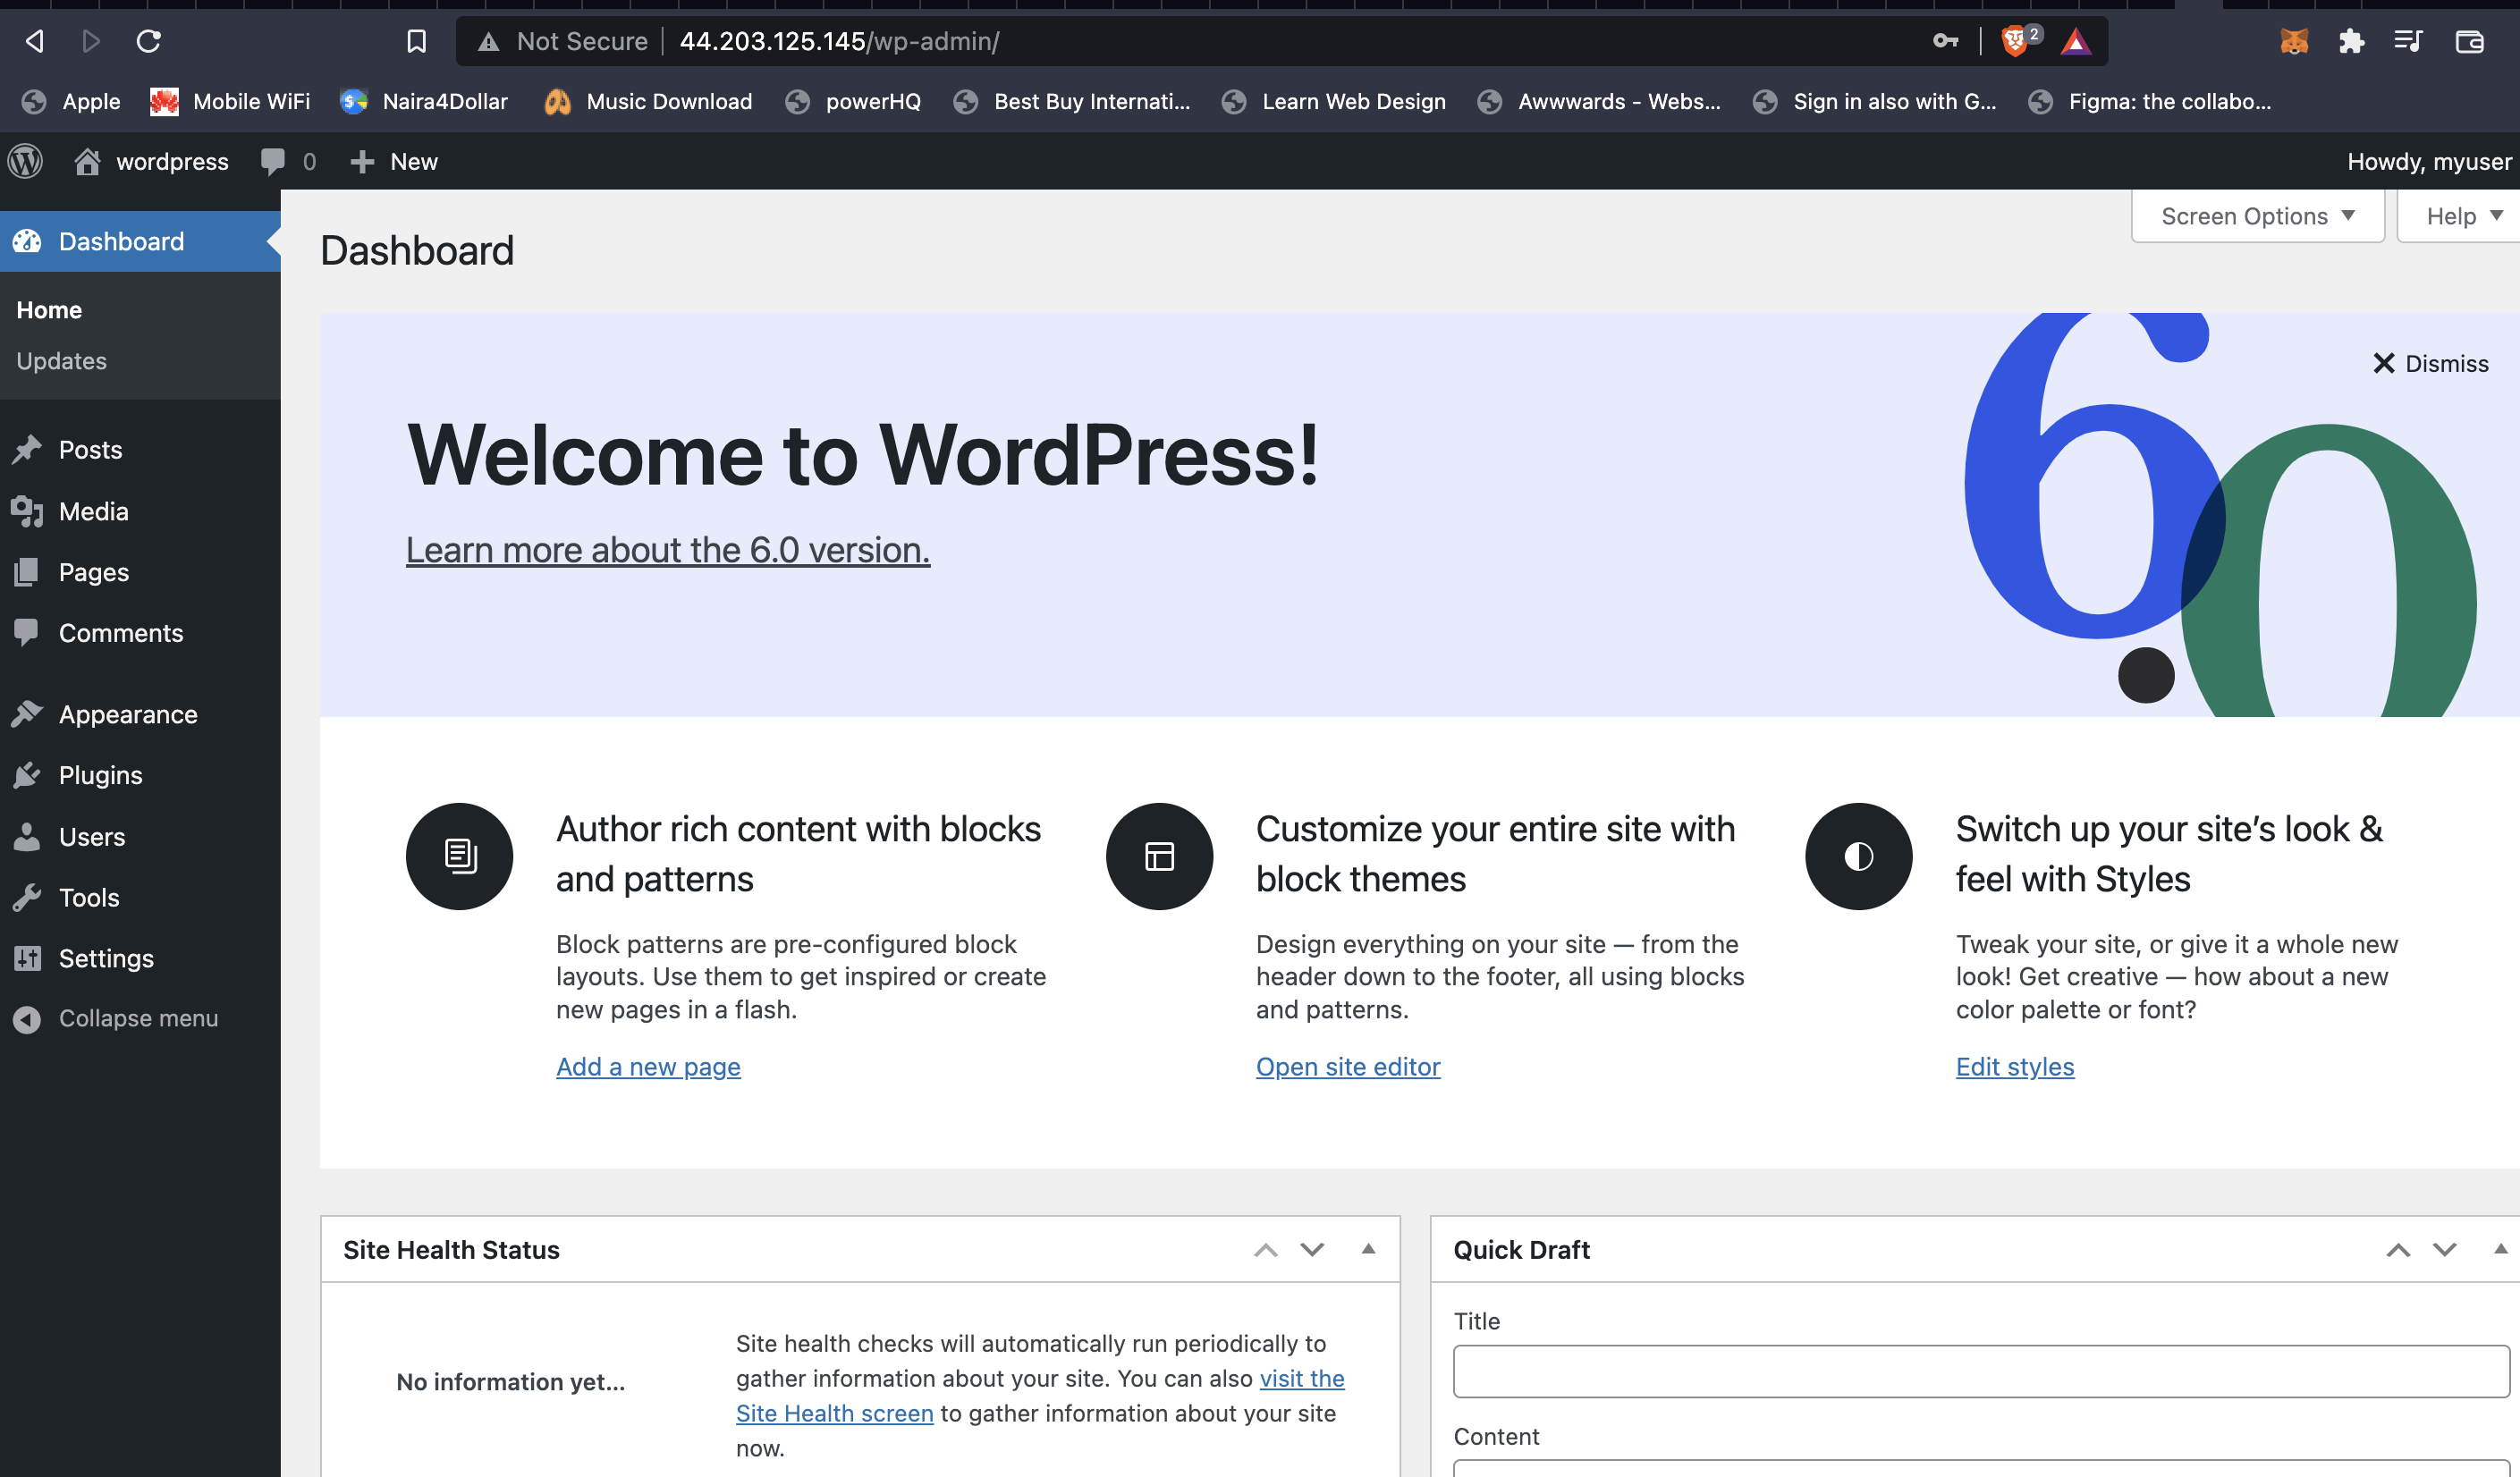 Not Secure 44.203.125.145/wp-admin/ 2
Apple Mobile WiFi Naira4Dollar Music Download powerHQ Best Buy Internati... Learn Web Design Awwwards - Webs... Sign in also with G... Figma: the collabo...
wordpress 0 New Howdy, myuser
Screen Options Help
Dashboard
Home
Updates
Posts
Media
Pages
Comments
Appearance
Plugins
Users
Tools
Settings
Collapse menu
Dashboard
6.0
Dismiss
Welcome to WordPress!
Learn more about the 6.0 version.
Author rich content with blocks
and patterns
Block patterns are pre-configured block
layouts. Use them to get inspired or create
new pages in a flash.
Add a new page
Customize your entire site with
block themes
Design everything on your site — from the
header down to the footer, all using blocks
and patterns.
Open site editor
Switch up your site’s look &
feel with Styles
Tweak your site, or give it a whole new
look! Get creative — how about a new
color palette or font?
Edit styles
Site Health Status
No information yet...
Site health checks will automatically run periodically to
gather information about your site. You can also visit the
Site Health screen to gather information about your site
now.
Quick Draft
Title
Content